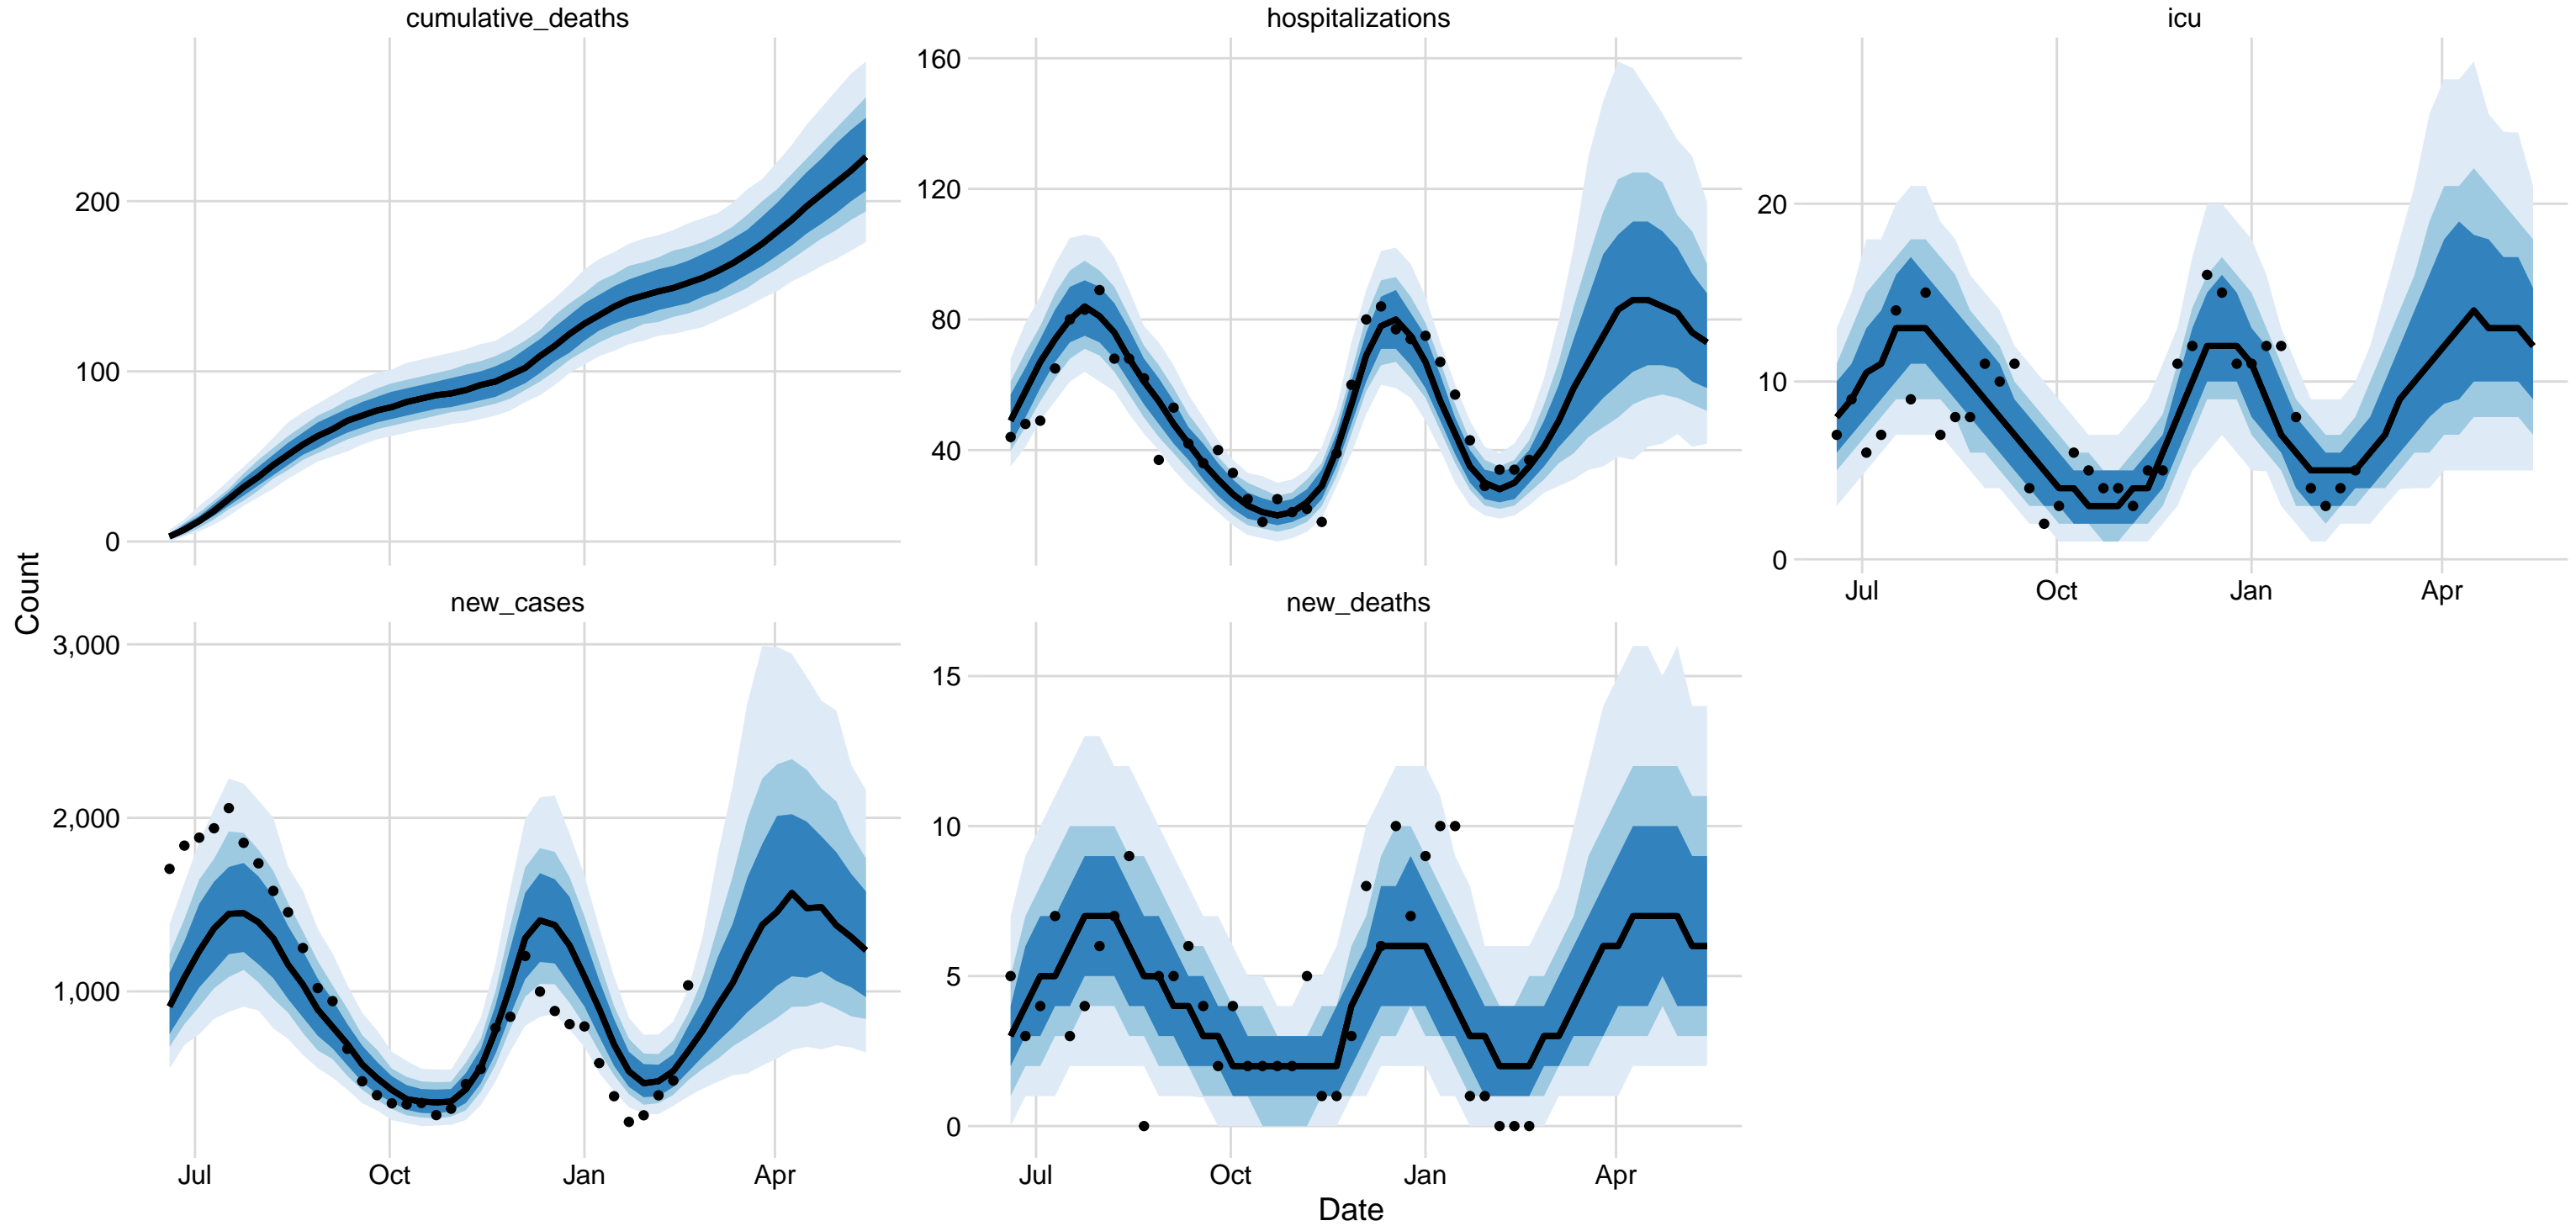 cumulative_deaths
hospitalizations
icu
200
100
0
160
120
80
40
20
10
0
Jul Oct Jan Apr
Count
new_cases
new_deaths
3,000
2,000
1,000
15
10
5
0
Jul Oct Jan Apr
Jul Oct Jan Apr
Date